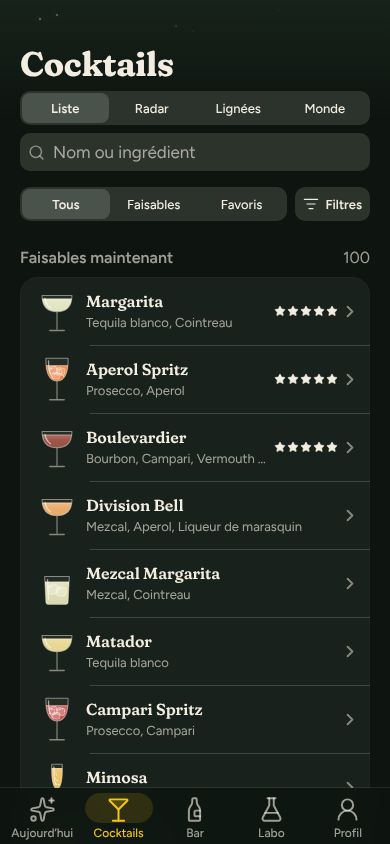 Cocktails
Liste Radar Lignées Monde
Nom ou ingrédient
Tous Faisables Favoris Filtres
Faisables maintenant 100
Margarita
Tequila blanco, Cointreau
Aperol Spritz
Prosecco, Aperol
Boulevardier
Bourbon, Campari, Vermouth ...
Division Bell
Mezcal, Aperol, Liqueur de marasquin
Mezcal Margarita
Mezcal, Cointreau
Matador
Tequila blanco
Campari Spritz
Prosecco, Campari
Mimosa
Aujourd'hui Cocktails Bar Labo Profil